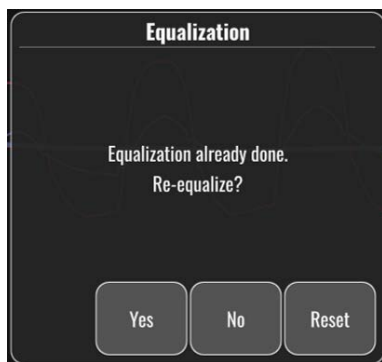 Equalization
Equalization already done.
Re-equalize?
Yes
No
Reset